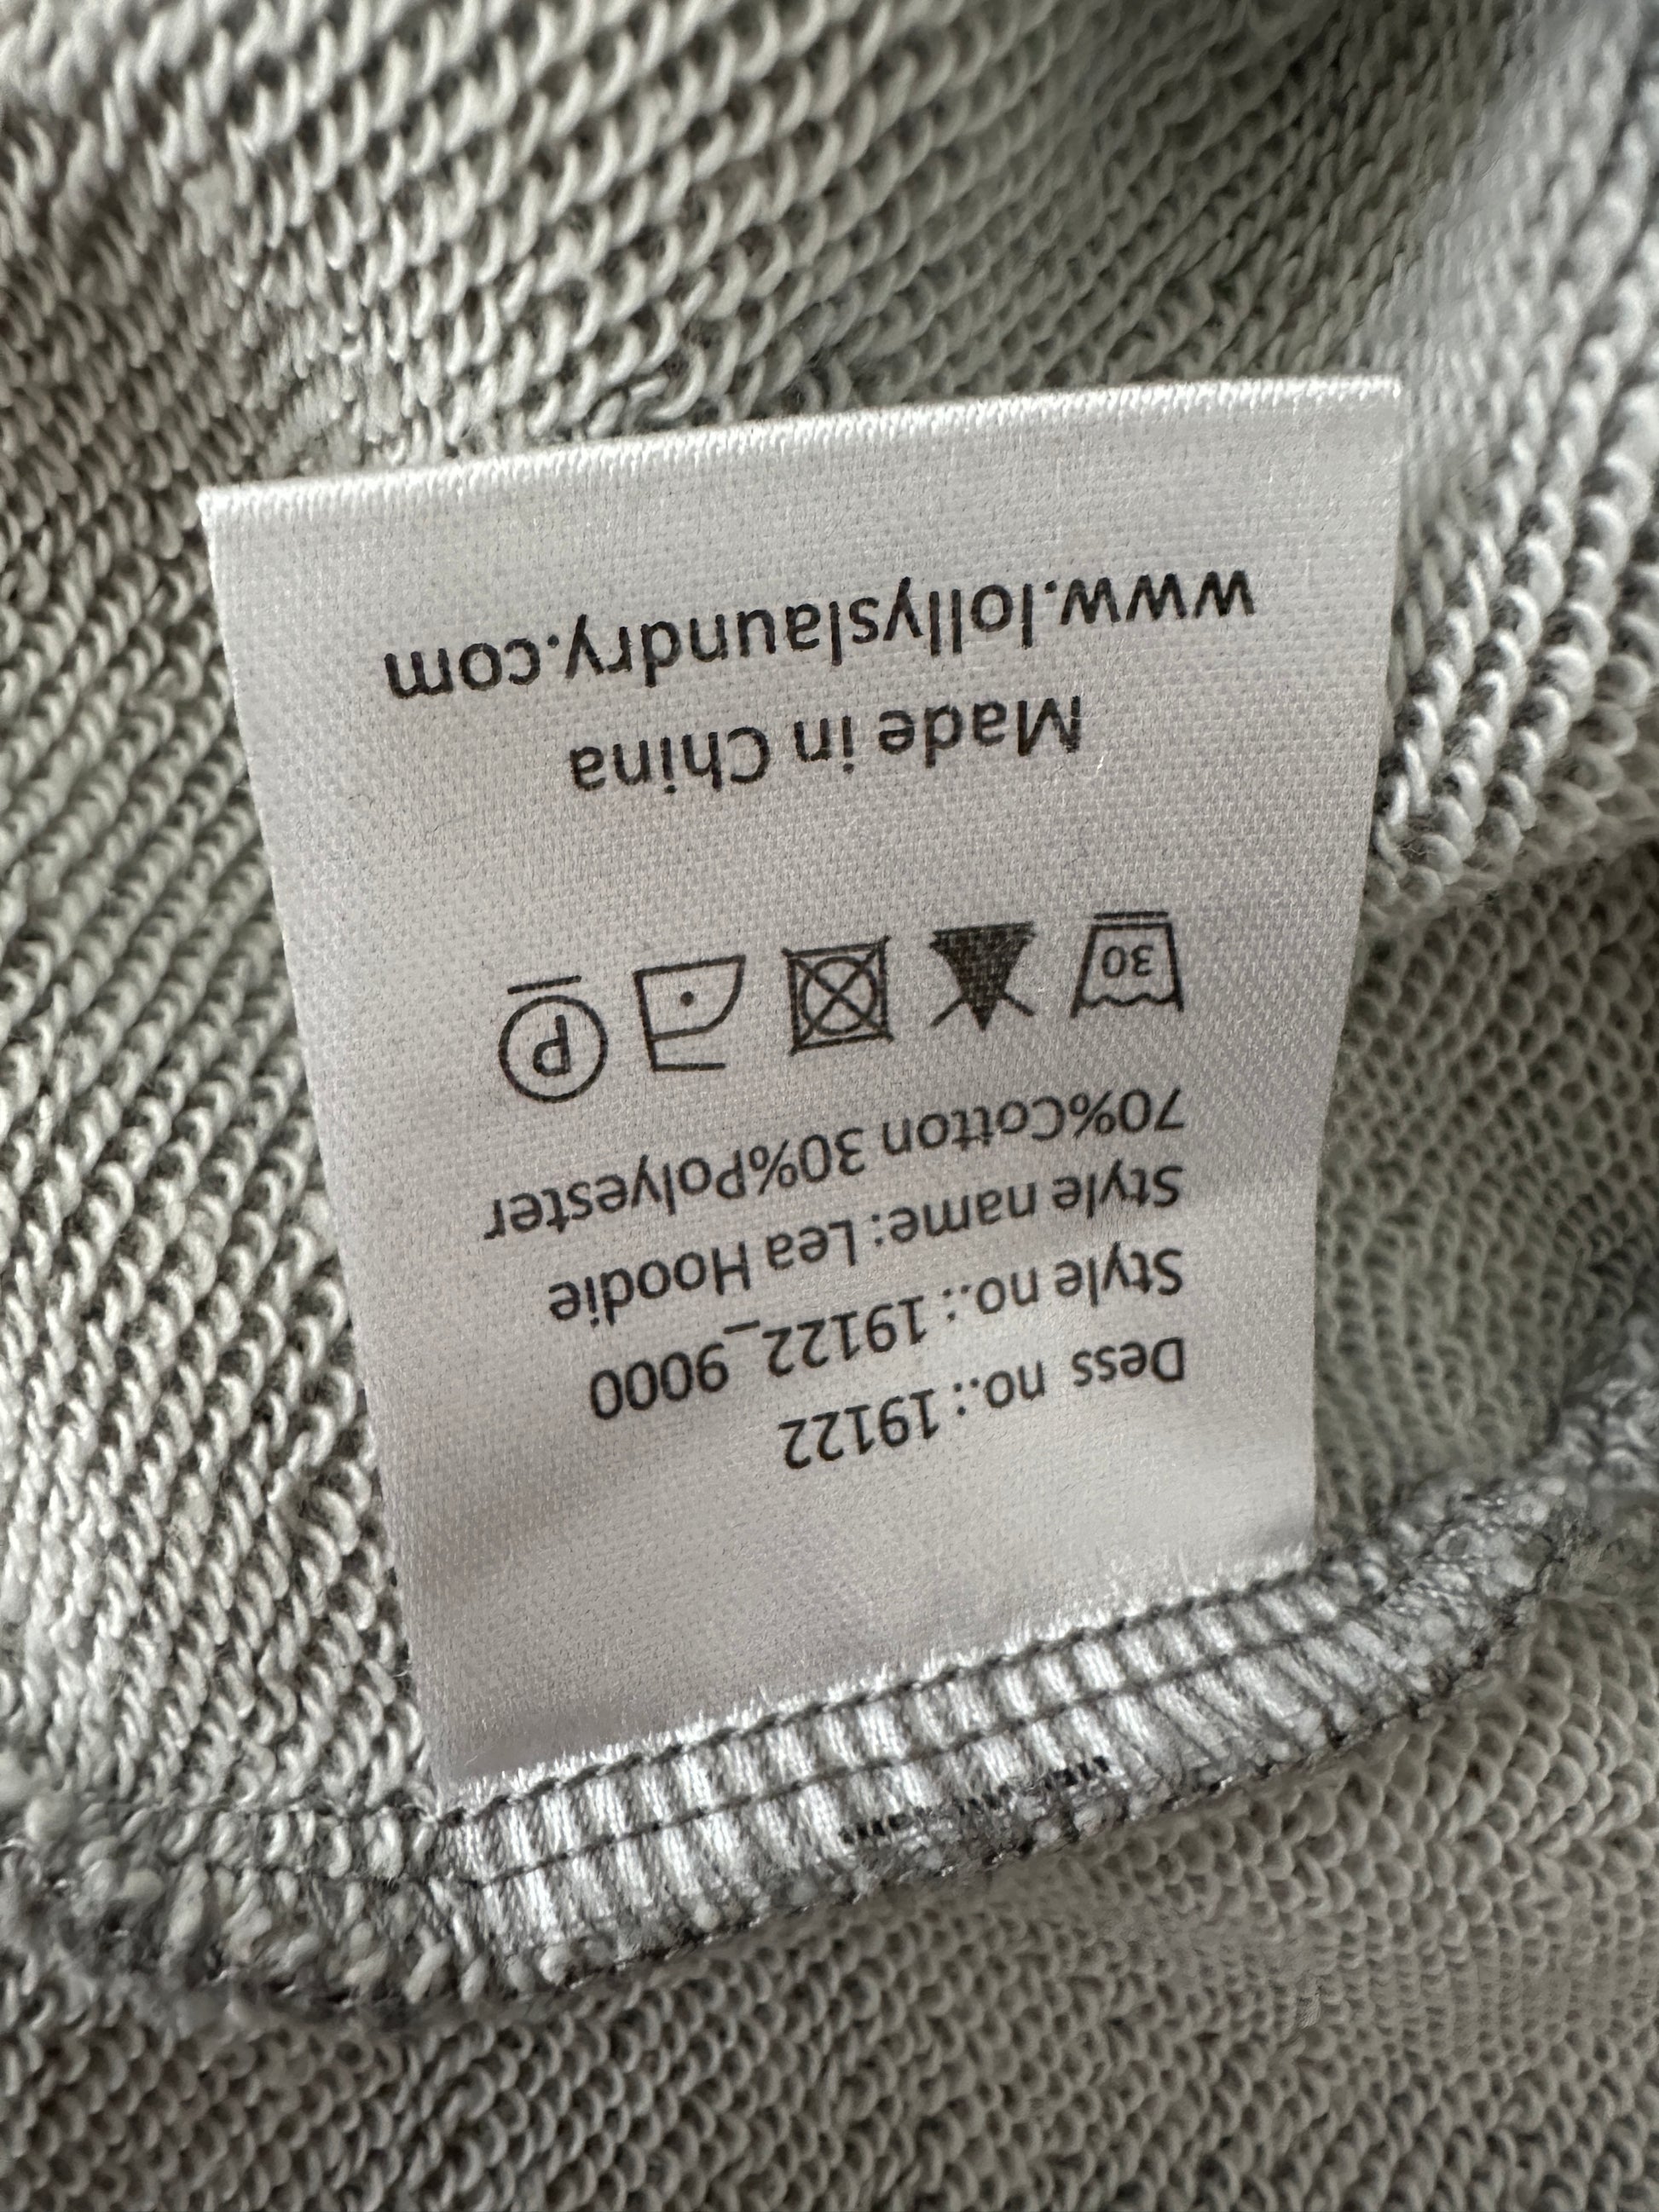 Dess no.: 19122
Style no.: 19122_9000
Style name: Lea Hoodie
70%Cotton 30%Polyester
30 P
Made in China
www.lollyslaundry.com